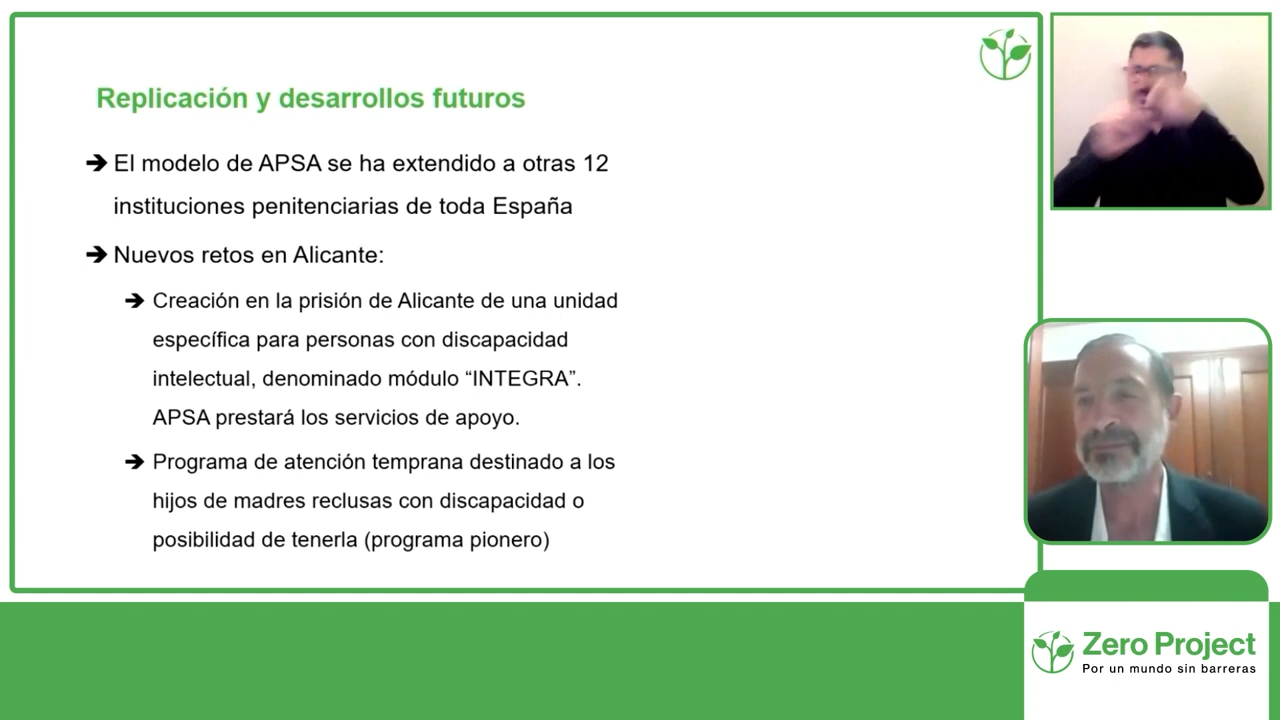 Replicación y desarrollos futuros
➔ El modelo de APSA se ha extendido a otras 12
instituciones penitenciarias de toda España
➔ Nuevos retos en Alicante:
➔ Creación en la prisión de Alicante de una unidad
específica para personas con discapacidad
intelectual, denominado módulo “INTEGRA”.
APSA prestará los servicios de apoyo.
➔ Programa de atención temprana destinado a los
hijos de madres reclusas con discapacidad o
posibilidad de tenerla (programa pionero)
Zero Project
Por un mundo sin barreras